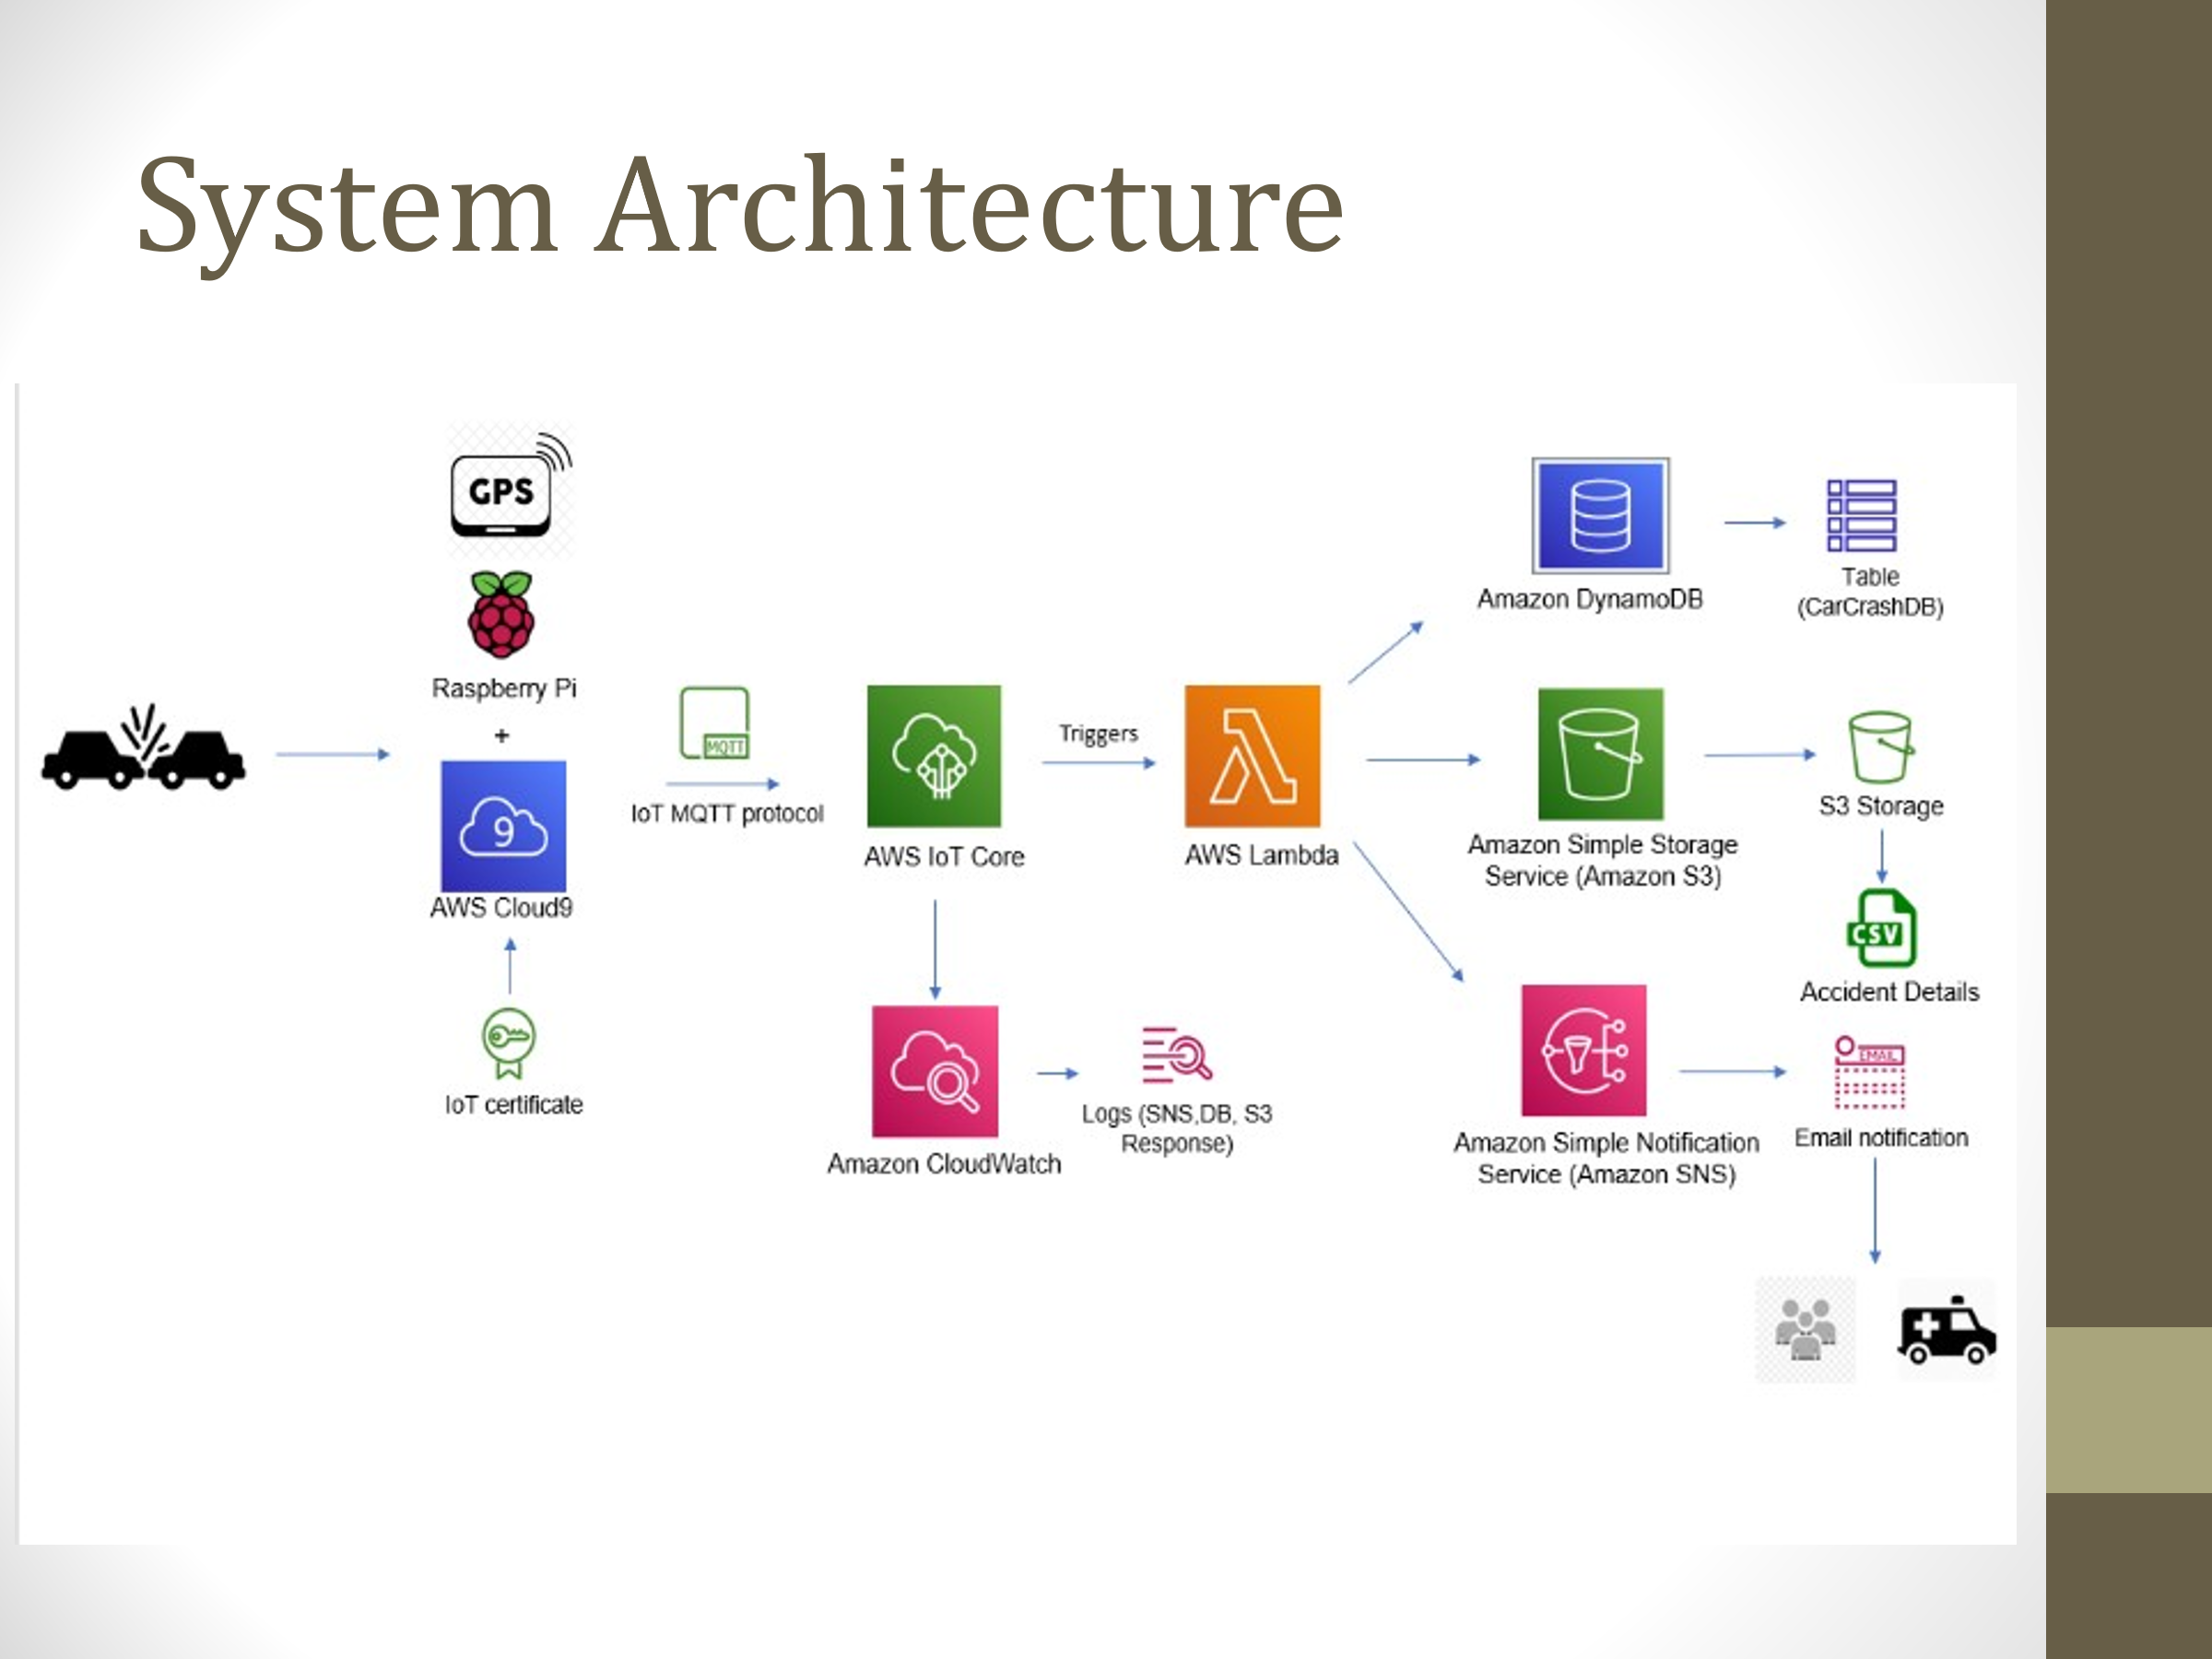 System Architecture
GPS
Raspberry Pi
+
9
AWS Cloud9
IoT certificate
MQTT
IoT MQTT protocol
AWS IoT Core
Triggers
AWS Lambda
Amazon CloudWatch
Logs (SNS,DB, S3
Response)
Amazon DynamoDB
Table
(CarCrashDB)
Amazon Simple Storage
Service (Amazon S3)
S3 Storage
CSV
Accident Details
Amazon Simple Notification
Service (Amazon SNS)
EMAIL
Email notification